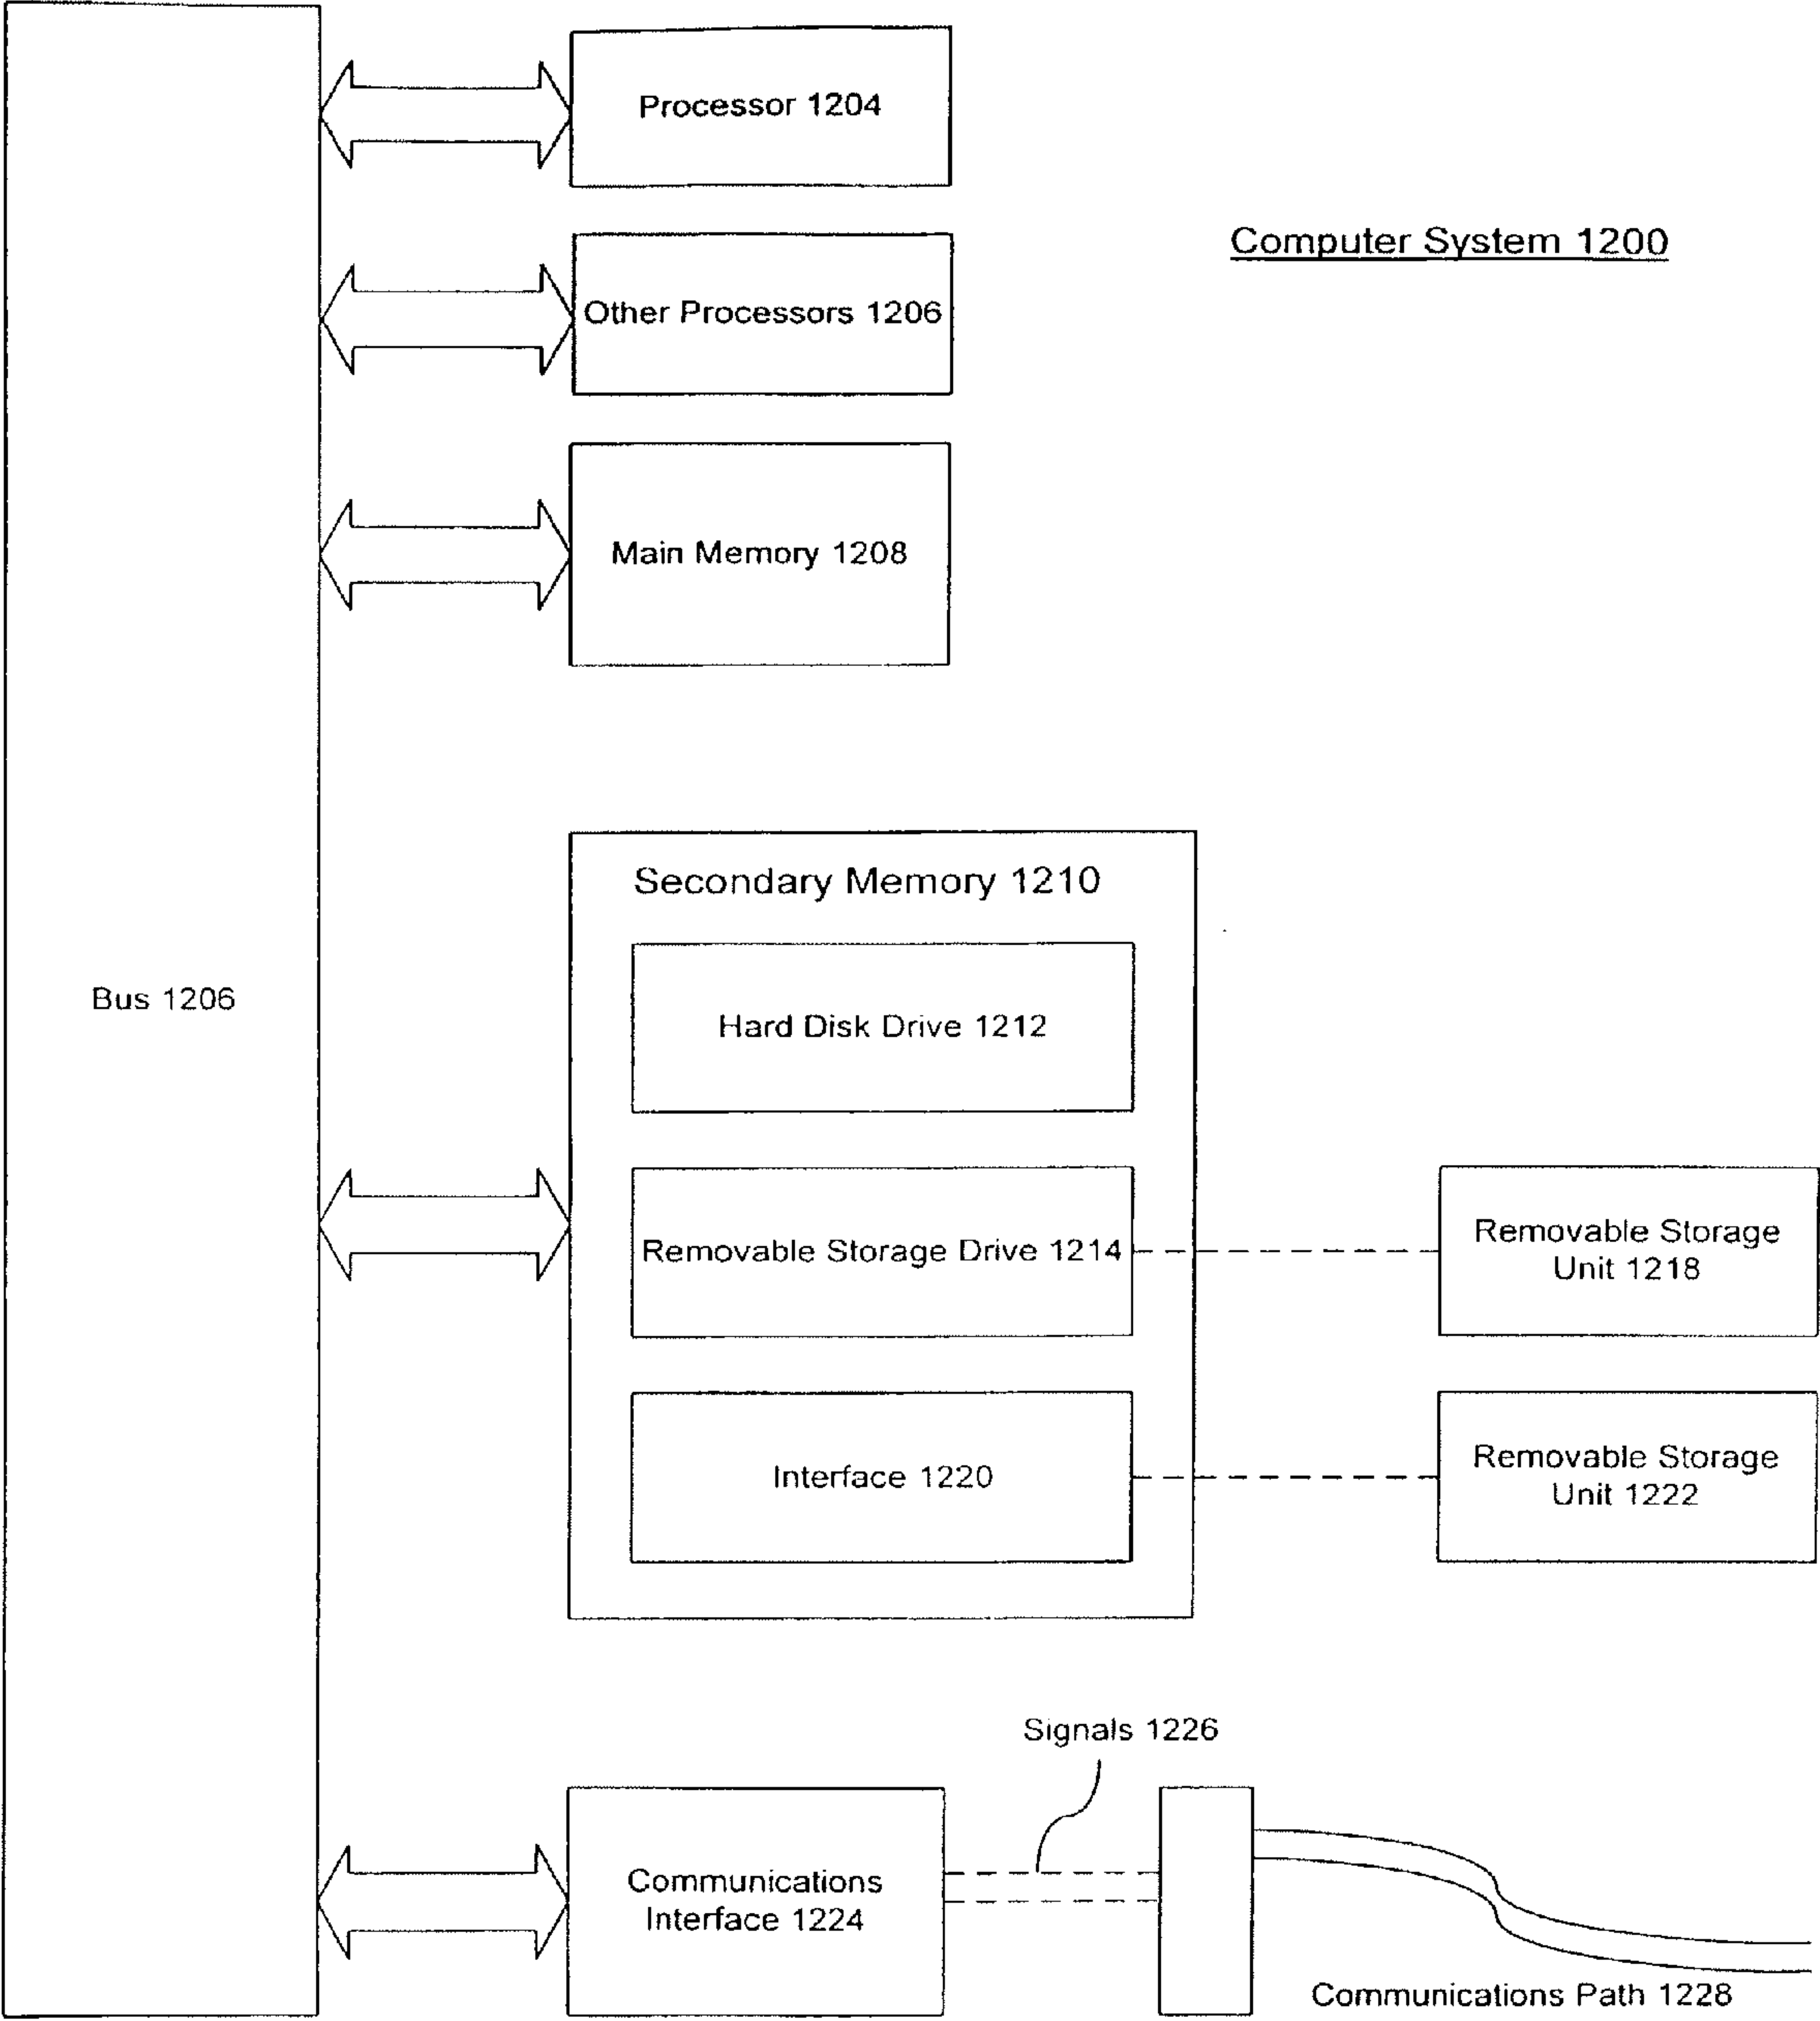 Processor 1204
Computer System 1200
Other Processors 1206
Main Memory 1208
Secondary Memory 1210
Bus 1206
Hard Disk Drive 1212
Removable Storage Drive 1214
Removable Storage
Unit 1218
Interface 1220
Removable Storage
Unit 1222
Signals 1226
Communications
Interface 1224
Communications Path 1228